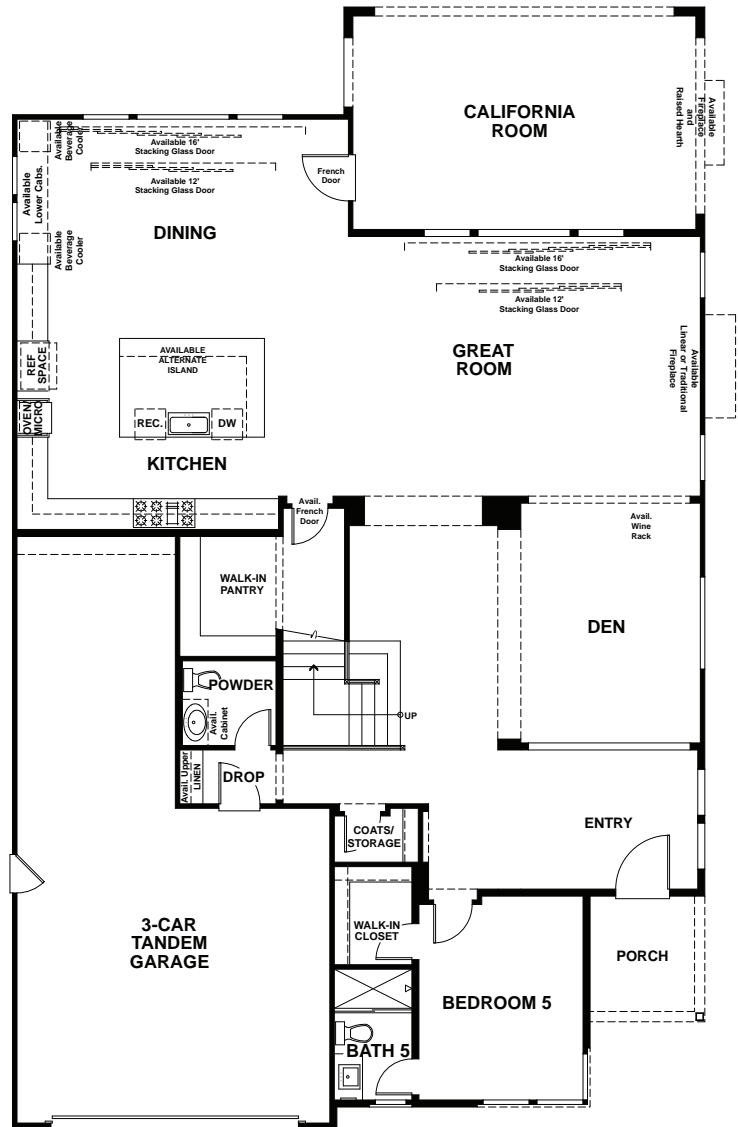 CALIFORNIA
ROOM
Available
Fireplace
and
Raised Hearth
Available
Beverage
Cooler
Available 16'
Stacking Glass Door
Available 12'
Stacking Glass Door
French
Door
Available
Lower Cabs.
DINING
Available
Beverage
Cooler
Available 16'
Stacking Glass Door
Available 12'
Stacking Glass Door
GREAT
ROOM
Available
Linear or Traditional
Fireplace
REF
SPACE
AVAILABLE
ALTERNATE
ISLAND
OVEN/
MICRO
REC.
DW
KITCHEN
Avail.
French
Door
Avail.
Wine
Rack
WALK-IN
PANTRY
DEN
POWDER
Avail.
Cabinet
UP
Avail. Upper
LINEN
DROP
COATS/
STORAGE
ENTRY
3-CAR
TANDEM
GARAGE
WALK-IN
CLOSET
PORCH
BEDROOM 5
BATH 5